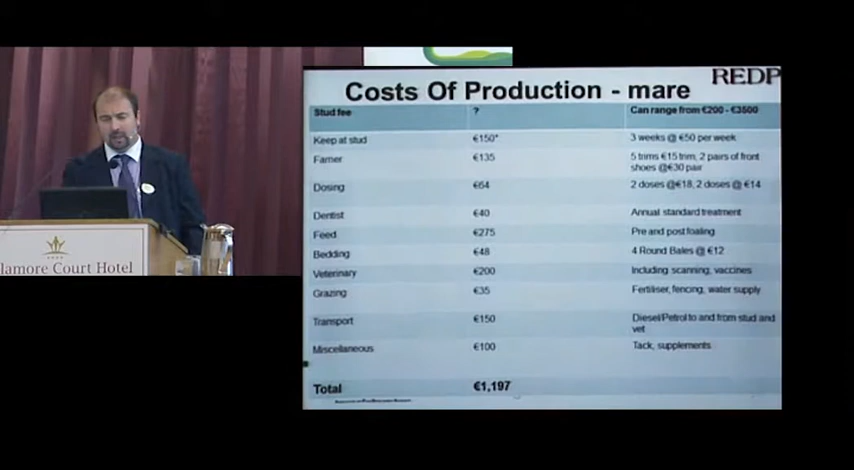 REDP
Costs Of Production - mare
Stud fee ? Can range from €200 - €3500
Keep at stud €150* 3 weeks @ €50 per week
Farrier €135 5 trims €15 trim, 2 pairs of front
shoes @€30 pair
Dosing €64 2 doses @€18, 2 doses @ €14
Dentist €40 Annual standard treatment
Feed €275 Pre and post foaling
Bedding €48 4 Round Bales @ €12
Veterinary €200 Including scanning, vaccines
Grazing €35 Fertiliser, fencing, water supply
Transport €150 Diesel/Petrol to and from stud and
vet
Miscellaneous €100 Tack, supplements
Total €1,197
lamore Court Hotel